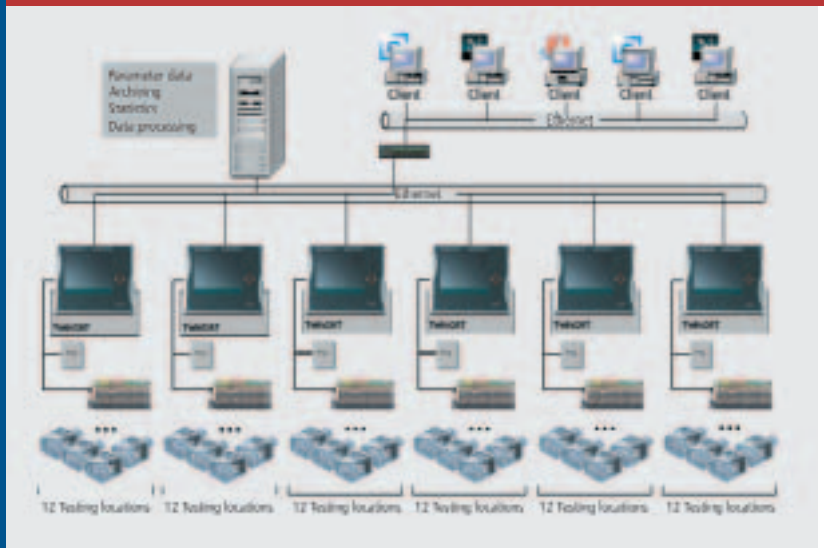 Parameter data
Archiving
Statistics
Data processing
Client Client Client Client Client
Ethernet
Ethernet
TwinCAT TwinCAT TwinCAT TwinCAT TwinCAT TwinCAT
12 Testing locations 12 Testing locations 12 Testing locations 12 Testing locations 12 Testing locations 12 Testing locations